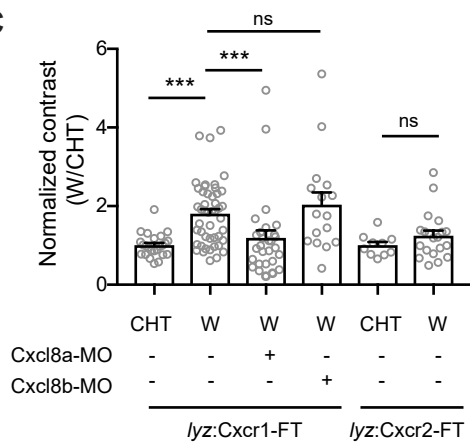 ns
***
***
ns
Normalized contrast
(W/CHT)
6
4
2
0
CHT W W W CHT W
Cxcl8a-MO - - + - - -
Cxcl8b-MO - - - + - -
lyz:Cxcr1-FT lyz:Cxcr2-FT